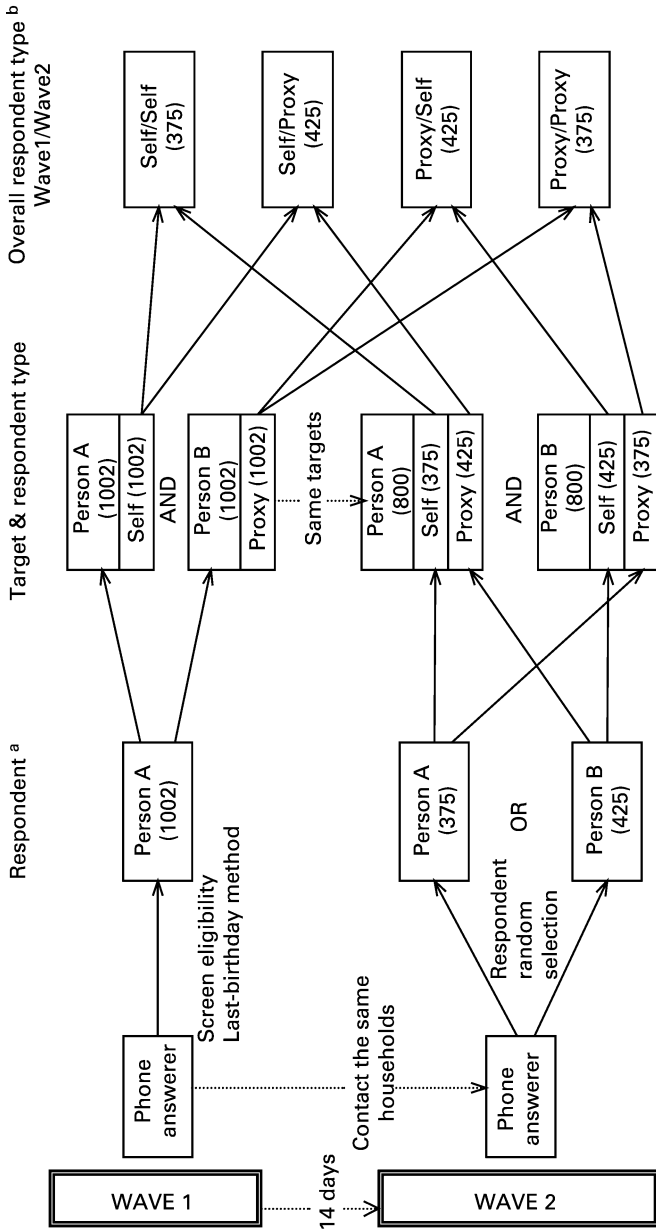 Respondent a
Target & respondent type
Overall respondent type b
Wave1/Wave2
WAVE 1
Phone
answerer
Screen eligibility
Last-birthday method
Person A
(1002)
Person A
(1002)
Self (1002)
AND
Person B
(1002)
Proxy (1002)
Self/Self
(375)
Self/Proxy
(425)
Proxy/Self
(425)
Proxy/Proxy
(375)
14 days
Contact the same
households
Same targets
WAVE 2
Phone
answerer
Respondent
random
selection
Person A
(375)
OR
Person B
(425)
Person A
(800)
Self (375)
Proxy (425)
AND
Person B
(800)
Self (425)
Proxy (375)